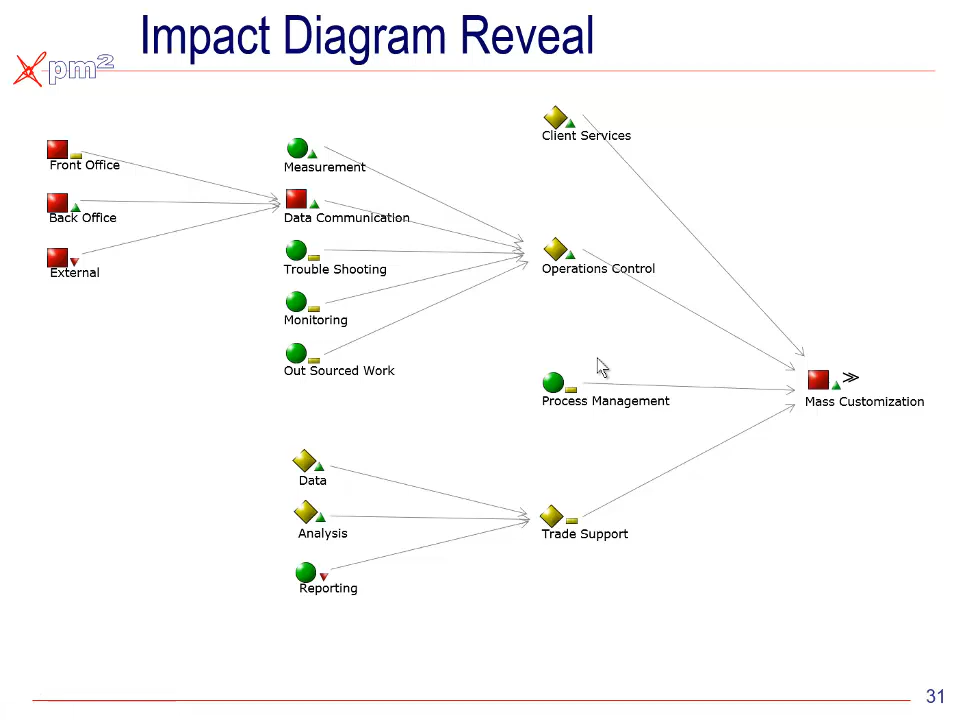 Impact Diagram Reveal
pm2
Client Services
Front Office
Measurement
Back Office
Data Communication
External
Trouble Shooting
Operations Control
Monitoring
Out Sourced Work
Process Management
Mass Customization
Data
Analysis
Trade Support
Reporting
31